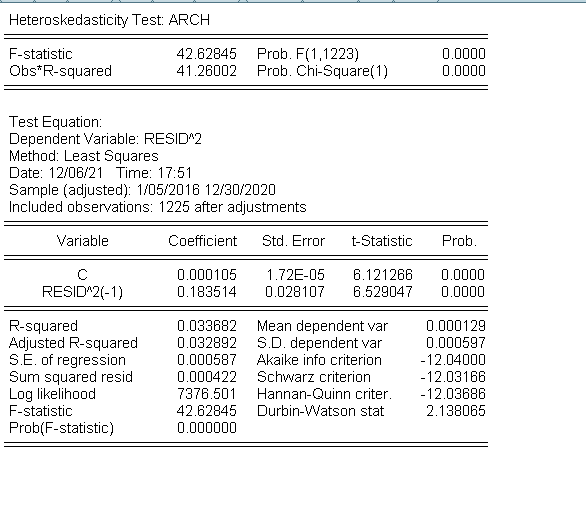 Heteroskedasticity Test: ARCH
F-statistic 42.62845 Prob. F(1,1223) 0.0000
Obs*R-squared 41.26002 Prob. Chi-Square(1) 0.0000
Test Equation:
Dependent Variable: RESID^2
Method: Least Squares
Date: 12/06/21 Time: 17:51
Sample (adjusted): 1/05/2016 12/30/2020
Included observations: 1225 after adjustments
Variable Coefficient Std. Error t-Statistic Prob.
C 0.000105 1.72E-05 6.121266 0.0000
RESID^2(-1) 0.183514 0.028107 6.529047 0.0000
R-squared 0.033682 Mean dependent var 0.000129
Adjusted R-squared 0.032892 S.D. dependent var 0.000597
S.E. of regression 0.000587 Akaike info criterion -12.04000
Sum squared resid 0.000422 Schwarz criterion -12.03166
Log likelihood 7376.501 Hannan-Quinn criter. -12.03686
F-statistic 42.62845 Durbin-Watson stat 2.138065
Prob(F-statistic) 0.000000